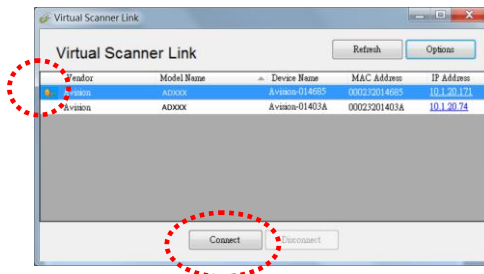 Virtual Scanner Link
Virtual Scanner Link
Refresh
Options
Vendor Model Name Device Name MAC Address IP Address
Avision ADXXX Avision-014685 000232014685 10.1.20.171
Avision ADXXX Avision-01403A 00023201403A 10.1.20.74
Connect
Disconnect